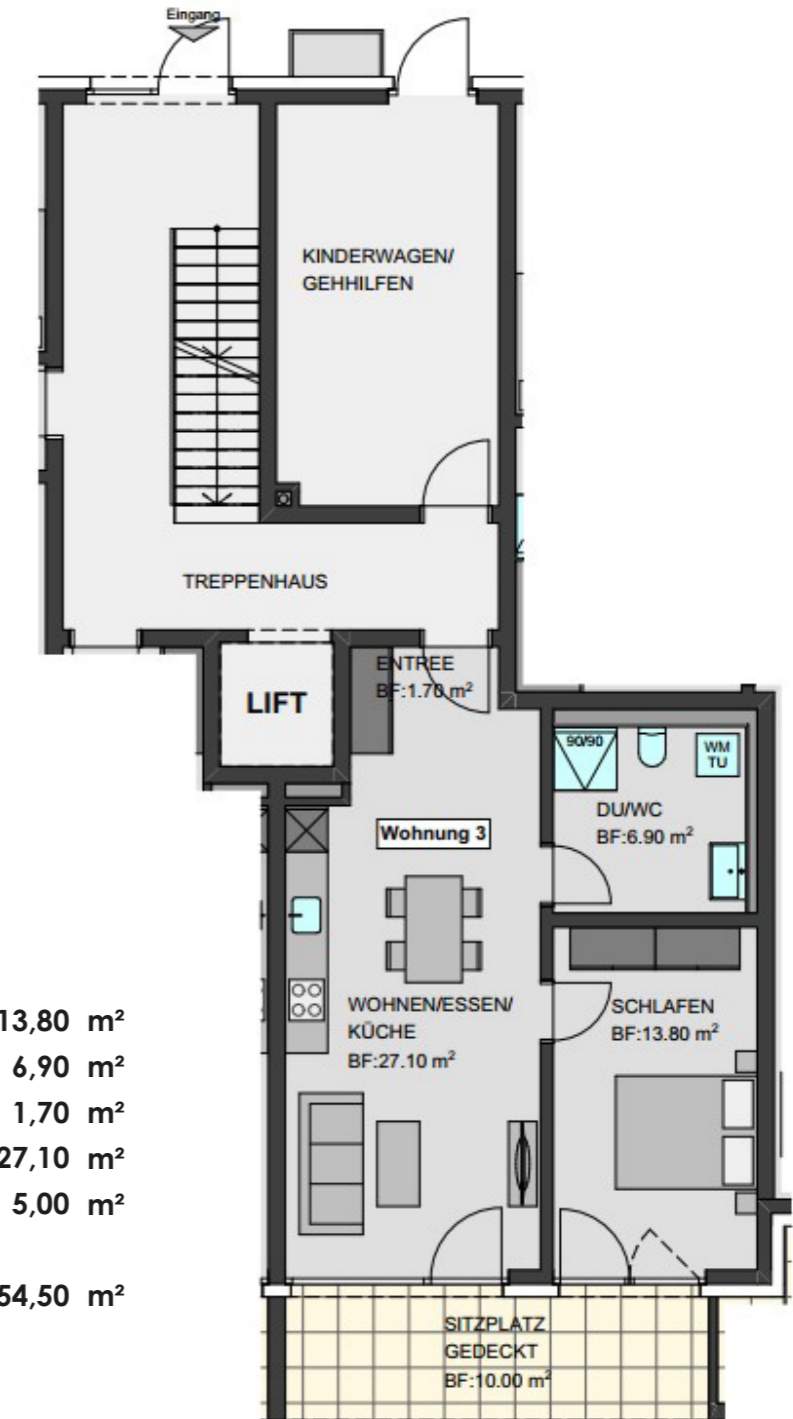 Eingang
KINDERWAGEN/
GEHHILFEN
TREPPENHAUS
ENTREE
BF:1.70 m²
LIFT
90/90
WM
TU
DU/WC
BF:6.90 m²
Wohnung 3
WOHNEN/ESSEN/
KÜCHE
BF:27.10 m²
SCHLAFEN
BF:13.80 m²
13,80 m²
6,90 m²
1,70 m²
27,10 m²
5,00 m²
54,50 m²
SITZPLATZ
GEDECKT
BF:10.00 m²